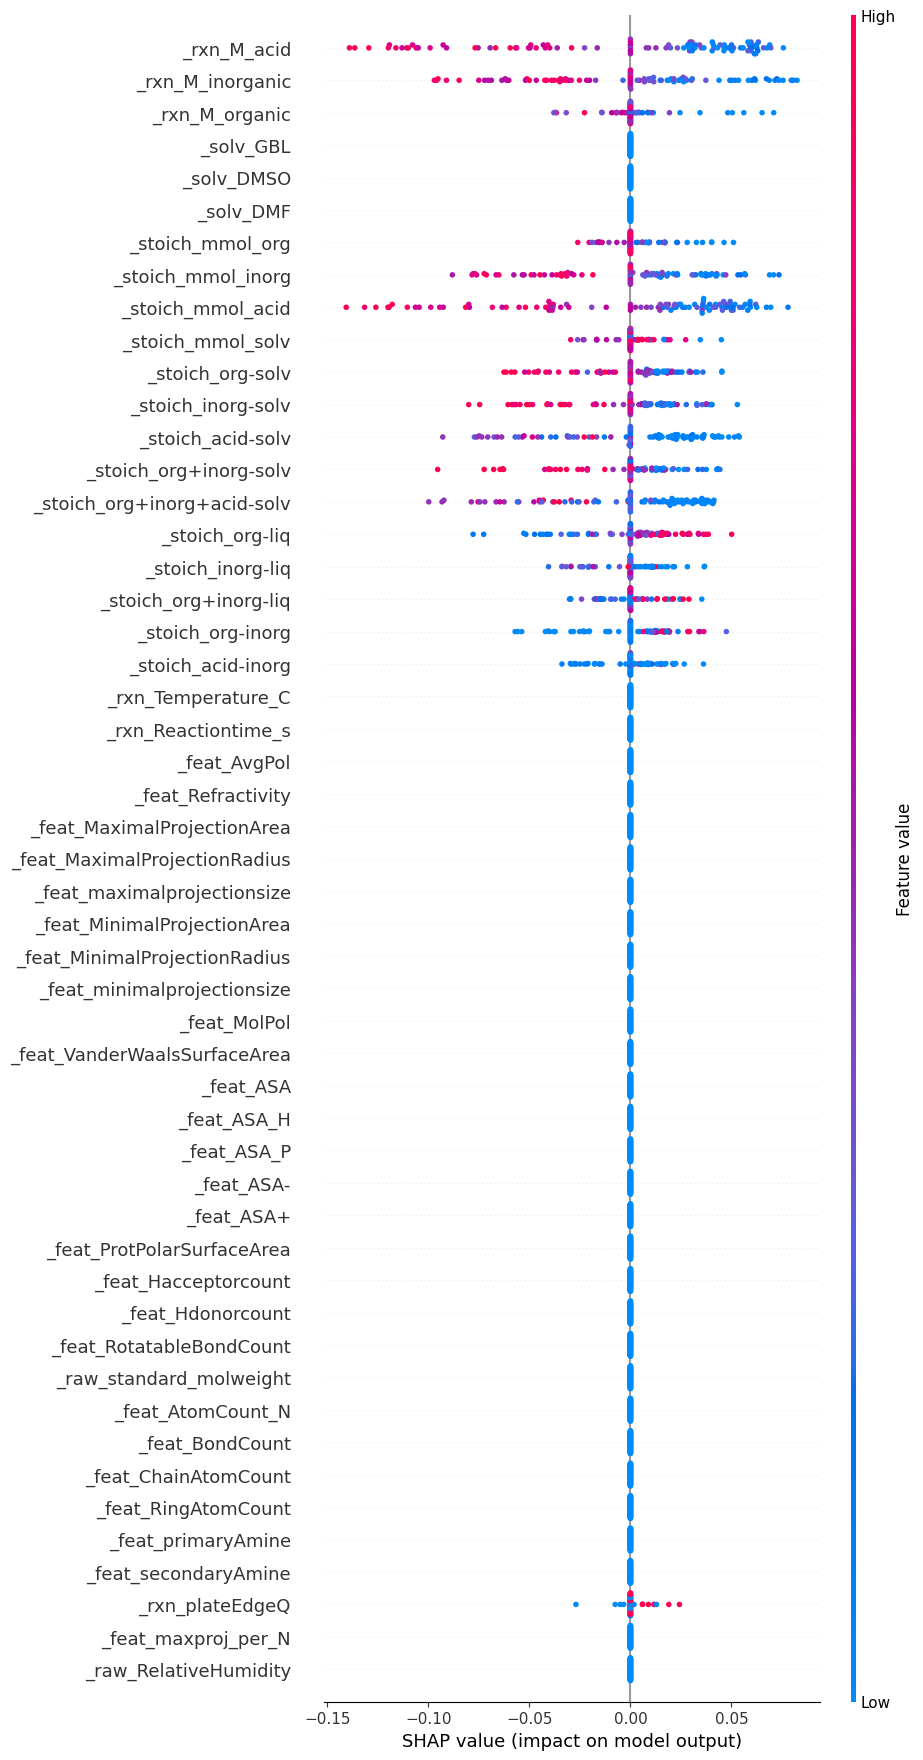 High
_rxn_M_acid
_rxn_M_inorganic
_rxn_M_organic
_solv_GBL
_solv_DMSO
_solv_DMF
_stoich_mmol_org
_stoich_mmol_inorg
_stoich_mmol_acid
_stoich_mmol_solv
_stoich_org-solv
_stoich_inorg-solv
_stoich_acid-solv
_stoich_org+inorg-solv
_stoich_org+inorg+acid-solv
_stoich_org-liq
_stoich_inorg-liq
_stoich_org+inorg-liq
_stoich_org-inorg
_stoich_acid-inorg
_rxn_Temperature_C
_rxn_Reactiontime_s
_feat_AvgPol
_feat_Refractivity
_feat_MaximalProjectionArea
_feat_MaximalProjectionRadius
_feat_maximalprojectionsize
_feat_MinimalProjectionArea
_feat_MinimalProjectionRadius
_feat_minimalprojectionsize
_feat_MolPol
_feat_VanderWaalsSurfaceArea
_feat_ASA
_feat_ASA_H
_feat_ASA_P
_feat_ASA-
_feat_ASA+
_feat_ProtPolarSurfaceArea
_feat_Hacceptorcount
_feat_Hdonorcount
_feat_RotatableBondCount
_raw_standard_molweight
_feat_AtomCount_N
_feat_BondCount
_feat_ChainAtomCount
_feat_RingAtomCount
_feat_primaryAmine
_feat_secondaryAmine
_rxn_plateEdgeQ
_feat_maxproj_per_N
_raw_RelativeHumidity
Feature value
Low
−0.15 −0.10 −0.05 0.00 0.05
SHAP value (impact on model output)